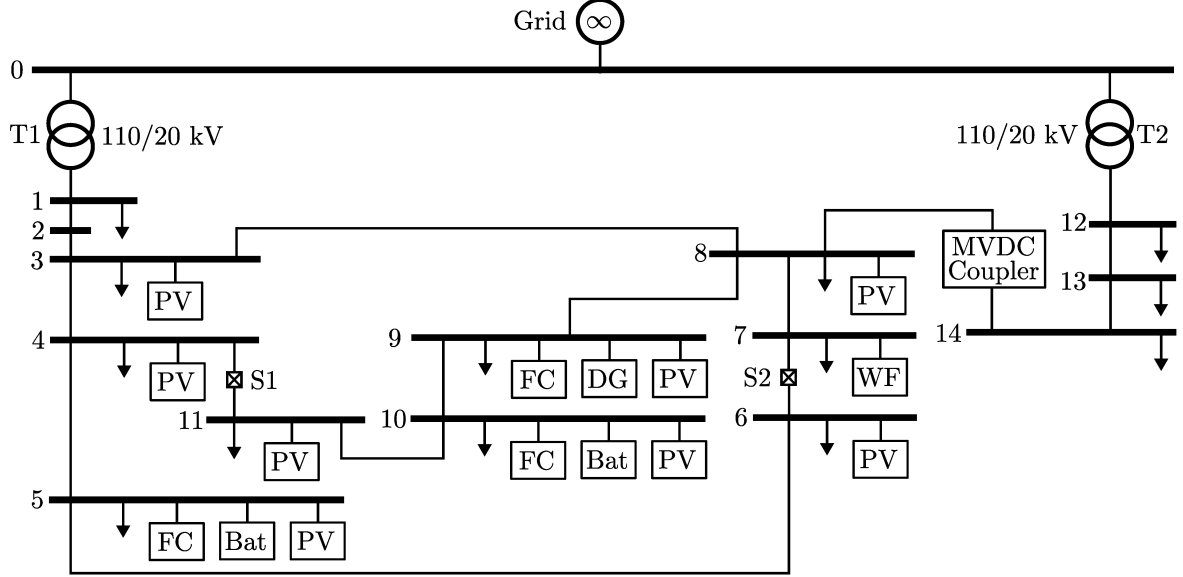 Grid ∞
0
T1 110/20 kV
110/20 kV T2
1
2
3
PV
8
PV
MVDC
Coupler
12
13
14
4
PV
S1
9
FC DG PV
7
WF
S2
11
PV
10
FC Bat PV
6
PV
5
FC Bat PV